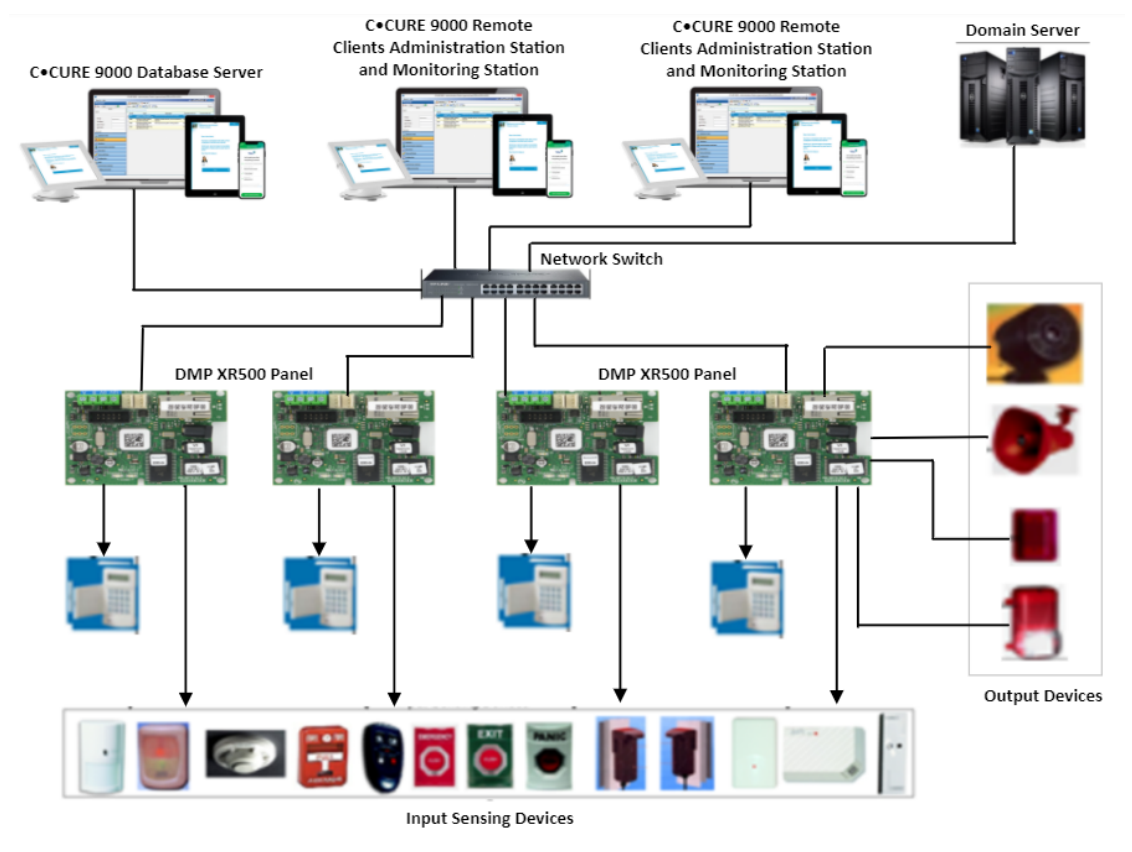 C●CURE 9000 Database Server
C●CURE 9000 Remote
Clients Administration Station
and Monitoring Station
C●CURE 9000 Remote
Clients Administration Station
and Monitoring Station
Domain Server
Network Switch
DMP XR500 Panel
DMP XR500 Panel
Output Devices
EMERGENCY
EXIT
PANIC
Input Sensing Devices